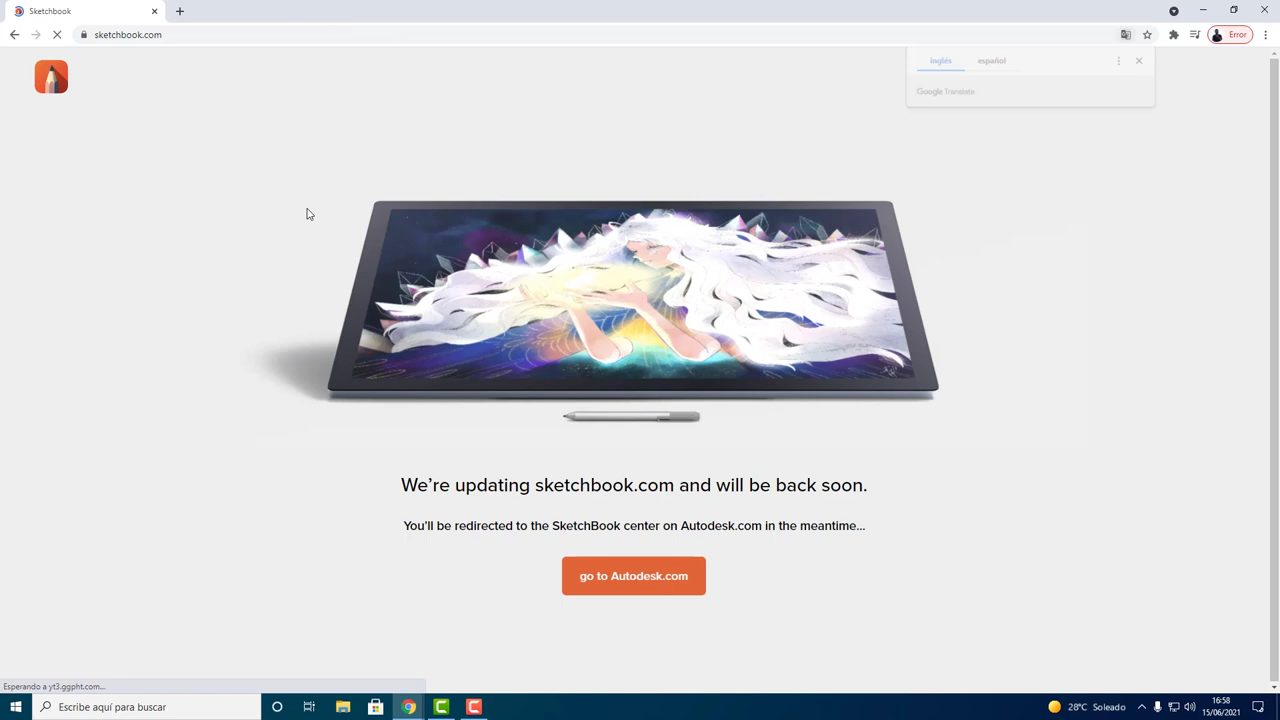 Sketchbook
sketchbook.com
Error
inglés español
Google Translate
We're updating sketchbook.com and will be back soon.
You'll be redirected to the SketchBook center on Autodesk.com in the meantime...
go to Autodesk.com
Esperando a yt3.ggpht.com...
Escribe aquí para buscar
28°C Soleado
16:58
15/06/2021